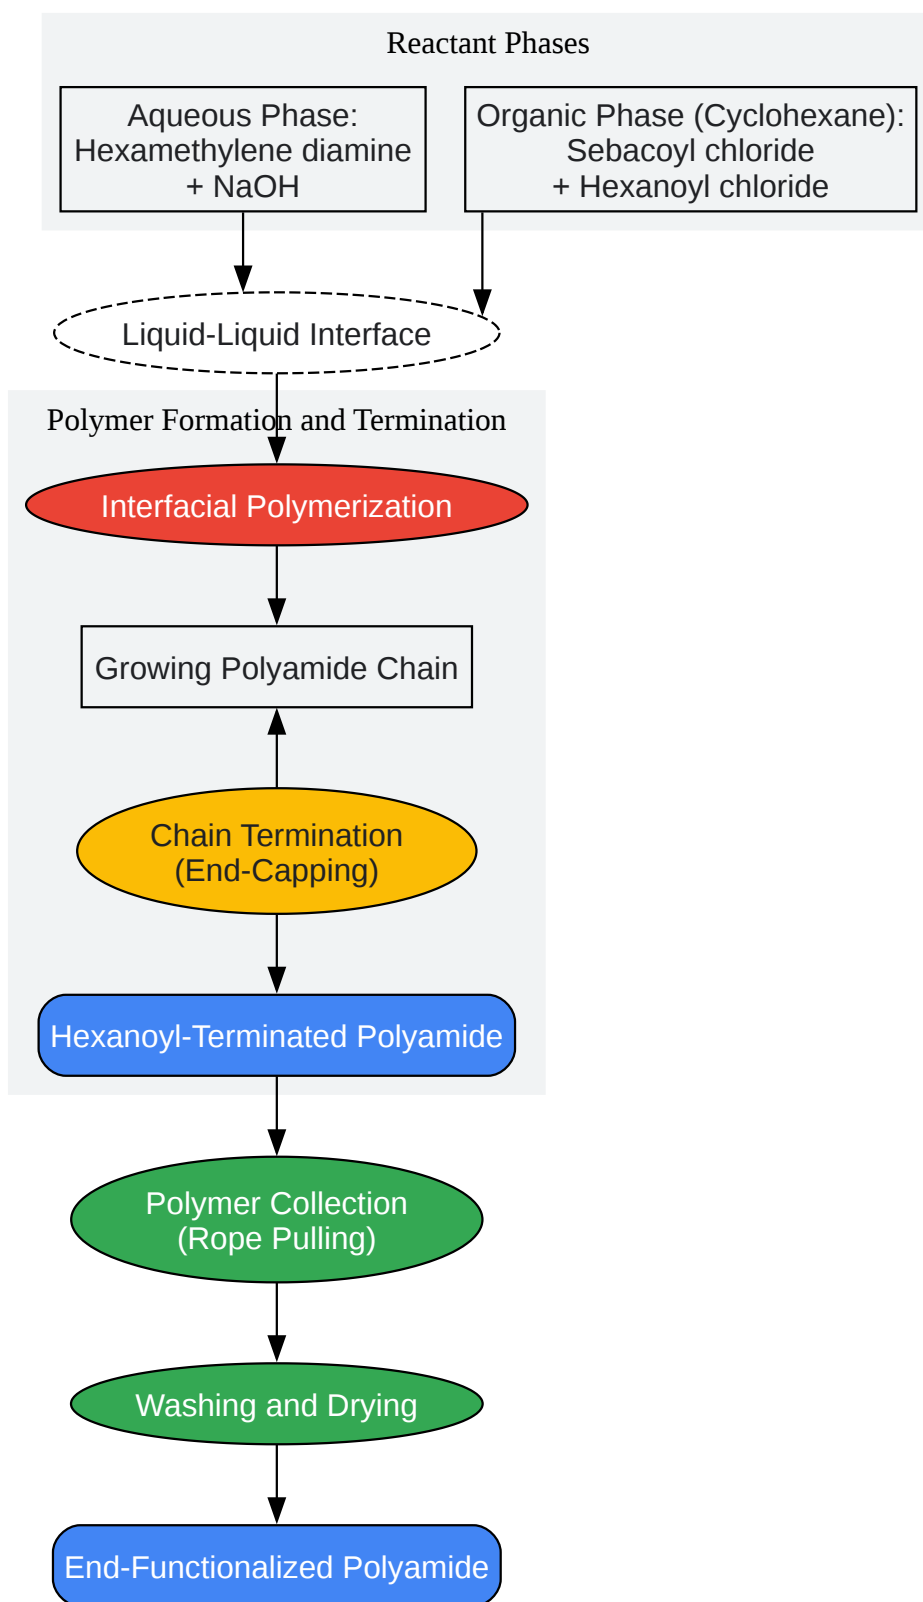 Reactant Phases
Aqueous Phase:
Hexamethylene diamine
+ NaOH
Organic Phase (Cyclohexane):
Sebacoyl chloride
+ Hexanoyl chloride
Liquid-Liquid Interface
Polymer Formation and Termination
Interfacial Polymerization
Growing Polyamide Chain
Chain Termination
(End-Capping)
Hexanoyl-Terminated Polyamide
Polymer Collection
(Rope Pulling)
Washing and Drying
End-Functionalized Polyamide